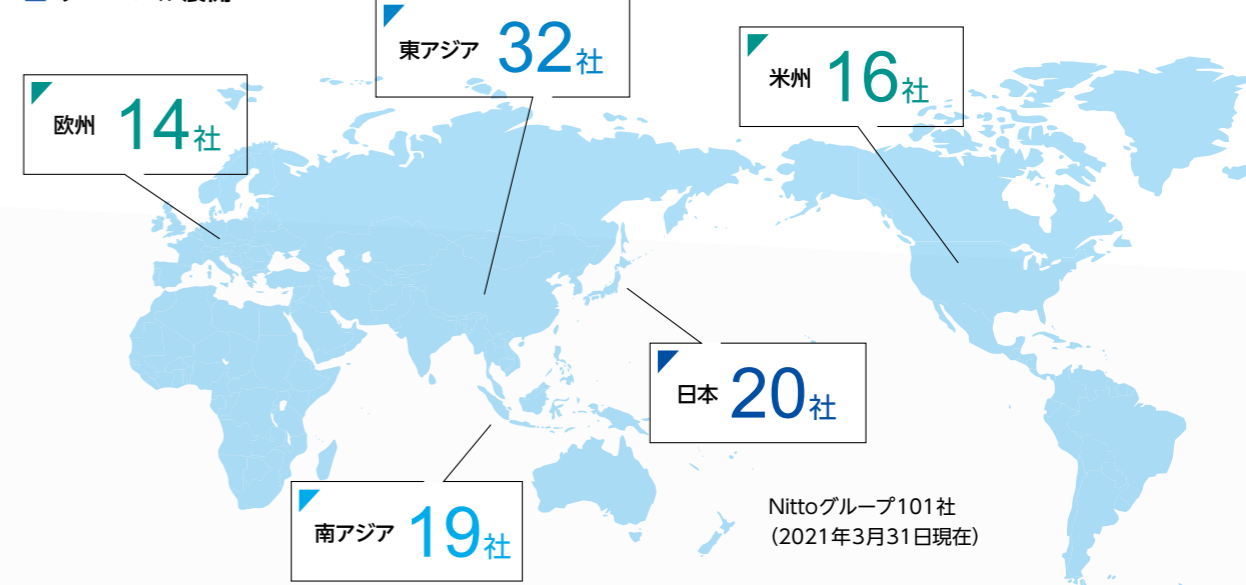 東アジア 32社
米州 16社
欧州 14社
日本 20社
南アジア 19社
Nittoグループ101社
（2021年3月31日現在）